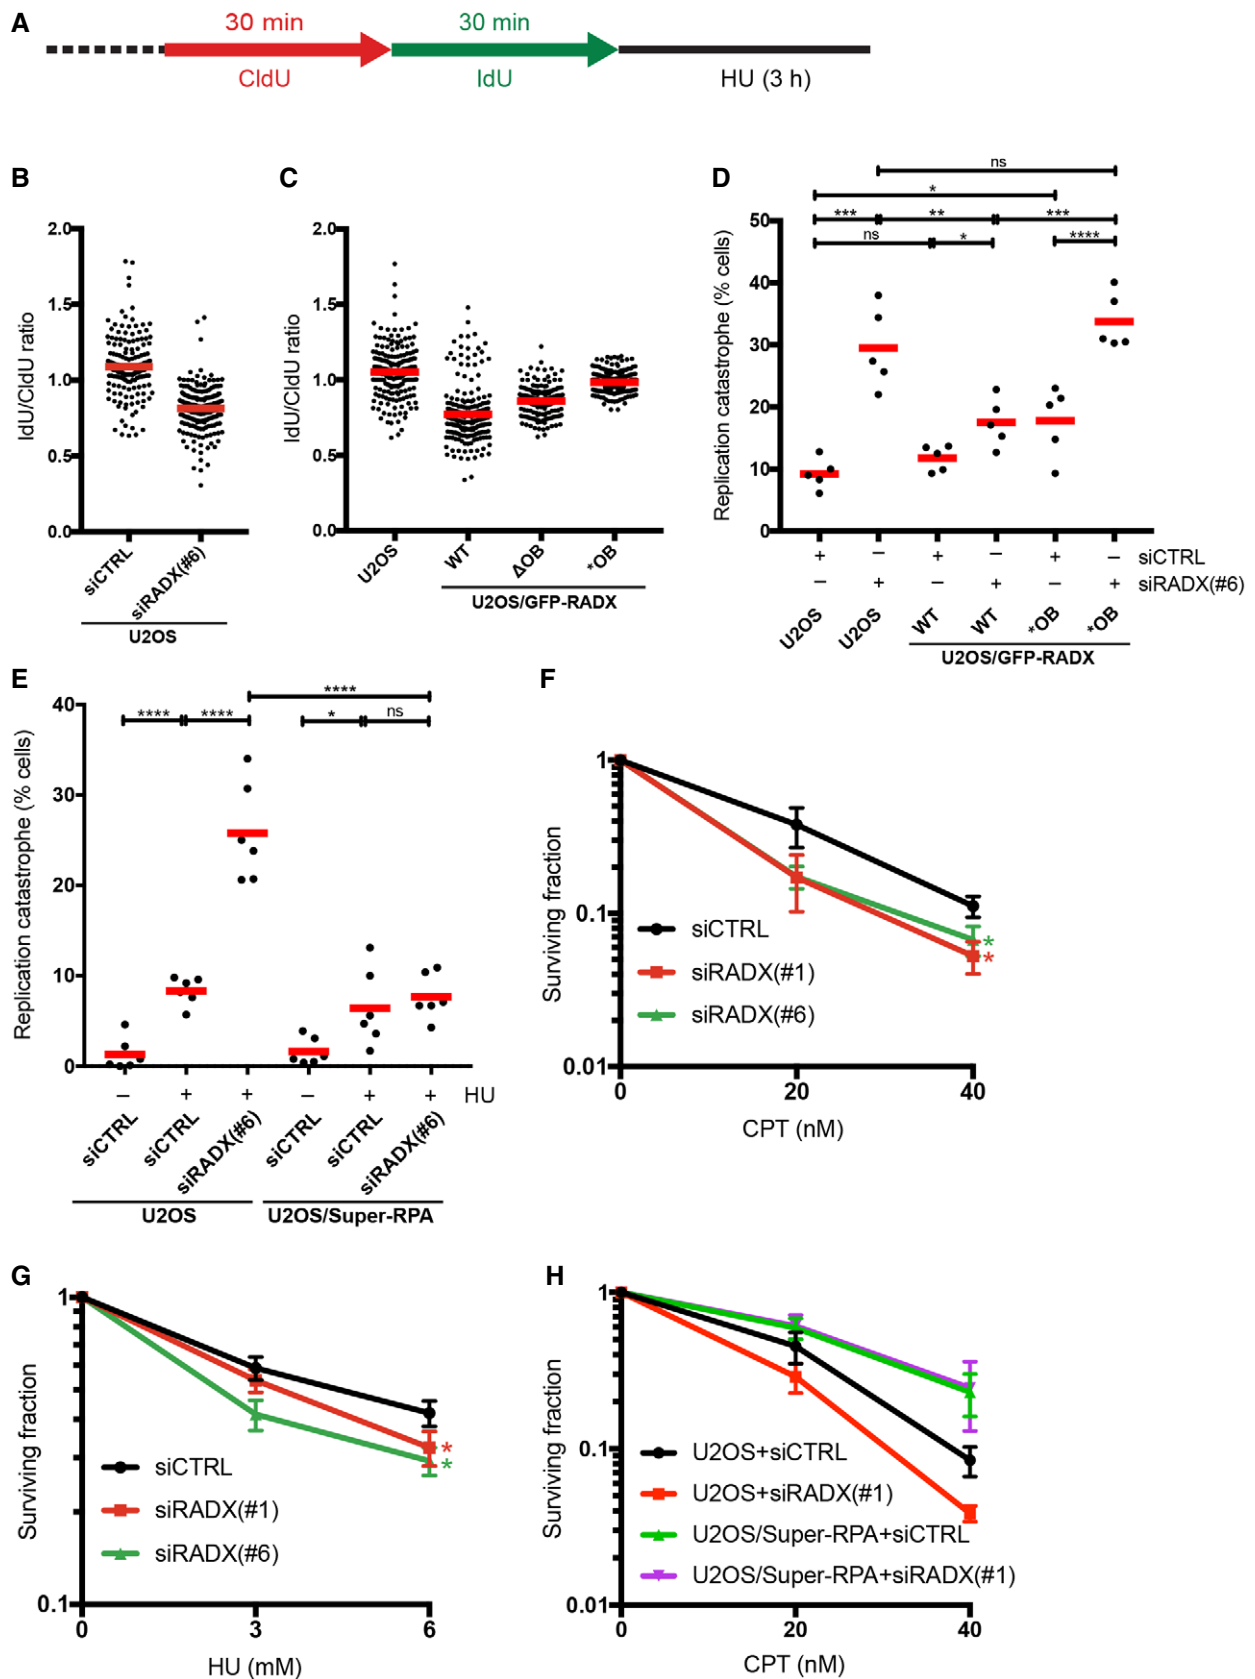 A
30 min
30 min
CldU
IdU
HU (3 h)
B
IdU/CldU ratio
2.0
1.5
1.0
0.5
0.0
siCTRL
siRADX(#6)
U2OS
C
IdU/CldU ratio
2.0
1.5
1.0
0.5
0.0
U2OS
WT
ΔOB
*OB
U2OS/GFP-RADX
D
ns
*
*** ** ***
ns * ****
Replication catastrophe (% cells)
50
40
30
20
10
0
+ – + – + – siCTRL
– + – + – + siRADX(#6)
U2OS
U2OS
WT
WT
*OB
*OB
U2OS/GFP-RADX
E
****
**** **** * ns
Replication catastrophe (% cells)
40
30
20
10
0
– + + – + + HU
siCTRL
siCTRL
siRADX(#6)
siCTRL
siCTRL
siRADX(#6)
U2OS
U2OS/Super-RPA
F
Surviving fraction
1
0.1
0.01
siCTRL
siRADX(#1)
siRADX(#6)
*
*
0 20 40
CPT (nM)
G
Surviving fraction
1
0.1
siCTRL
siRADX(#1)
siRADX(#6)
*
*
0 3 6
HU (mM)
H
Surviving fraction
1
0.1
0.01
U2OS+siCTRL
U2OS+siRADX(#1)
U2OS/Super-RPA+siCTRL
U2OS/Super-RPA+siRADX(#1)
0 20 40
CPT (nM)